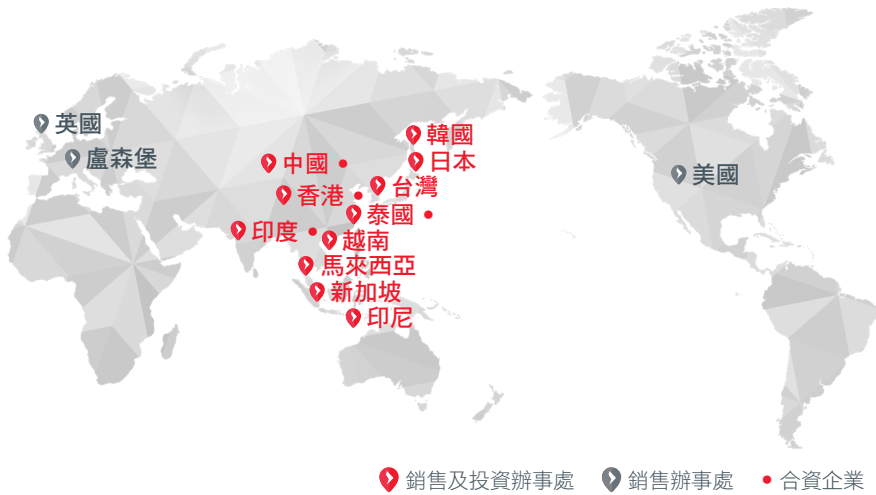 英國
盧森堡
韓國
中國
日本
美國
香港
台灣
泰國
印度
越南
馬來西亞
新加坡
印尼
銷售及投資辦事處
銷售辦事處
合資企業